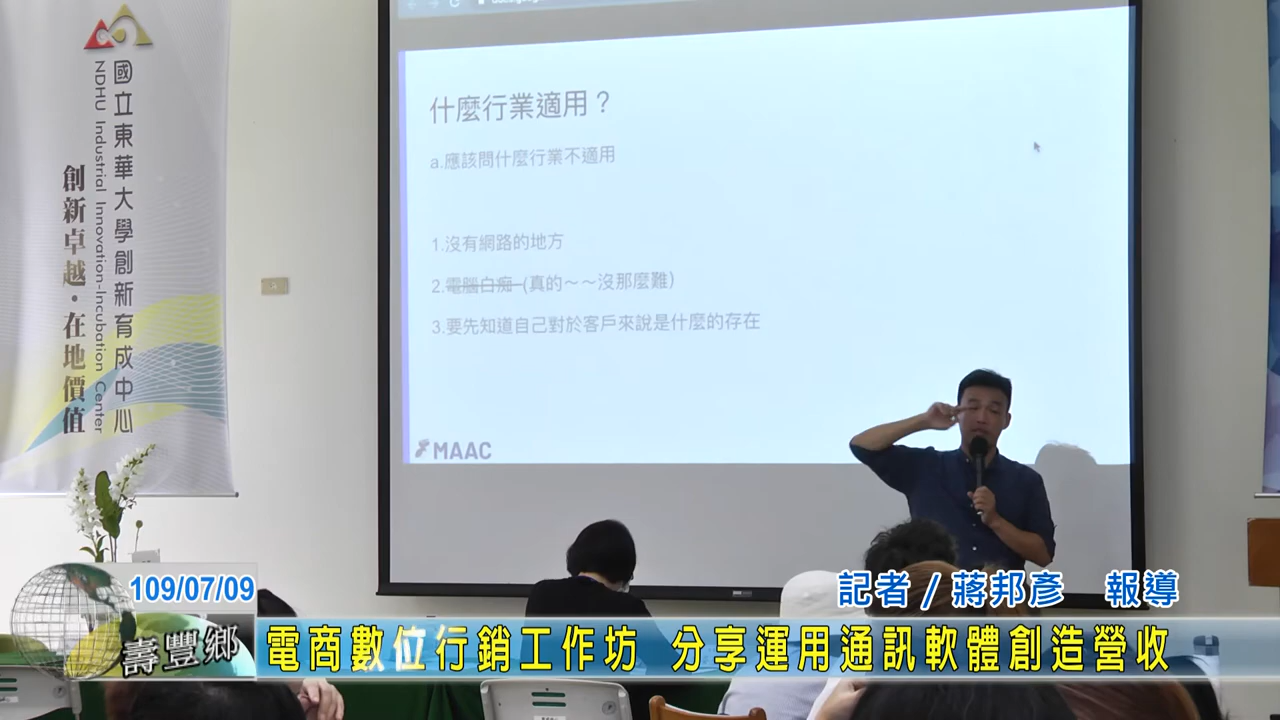 國立東華大學創新育成中心
NDHU Industrial Innovation-Incubation Center
創新卓越·在地價值
什麼行業適用？
a.應該問什麼行業不適用
1.沒有網路的地方
2.電腦白痴 (真的～～沒那麼難)
3.要先知道自己對於客戶來說是什麼的存在
MAAC
109/07/09
記者/蔣邦彥 報導
壽豐鄉
電商數位行銷工作坊 分享運用通訊軟體創造營收